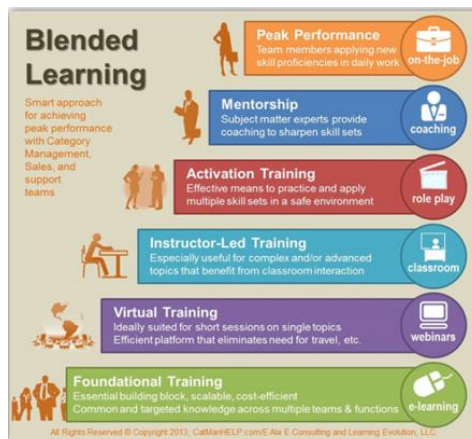 Blended
Learning
Smart approach
for achieving
peak performance
with Category
Management,
Sales, and
support
teams
Peak Performance
Team members applying new
skill proficiencies in daily work
on-the-job
Mentorship
Subject matter experts provide
coaching to sharpen skill sets
coaching
Activation Training
Effective means to practice and apply
multiple skill sets in a safe environment
role play
Instructor-Led Training
Especially useful for complex and/or advanced
topics that benefit from classroom interaction
classroom
Virtual Training
Ideally suited for short sessions on single topics
Efficient platform that eliminates need for travel, etc.
webinars
Foundational Training
Essential building block, scalable, cost-efficient
Common and targeted knowledge across multiple teams & functions
e-learning
All Rights Reserved © Copyright 2013, CatManHELP.com/E Ala E Consulting and Learning Evolution, LLC.